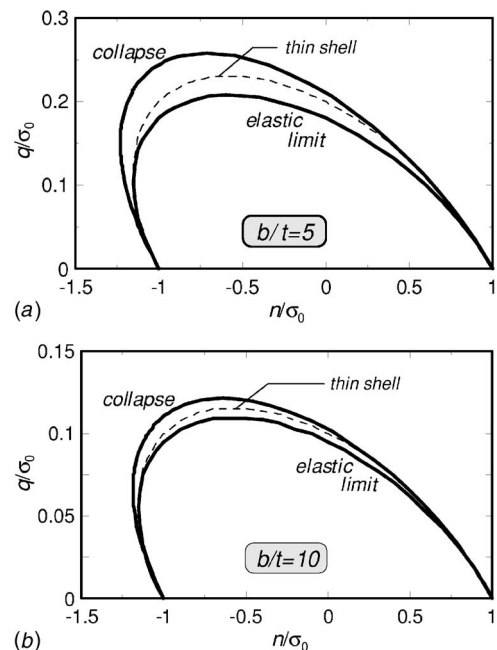 0.3
collapse
thin shell
0.2
q/σ₀
elastic
limit
0.1
b/t=5
0
-1.5 -1 -0.5 0 0.5 1
(a)
n/σ₀
0.15
thin shell
collapse
0.1
q/σ₀
elastic
limit
0.05
b/t=10
0
-1.5 -1 -0.5 0 0.5 1
(b)
n/σ₀